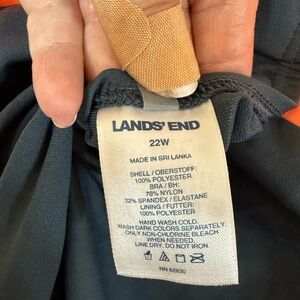 LANDS' END
22W
MADE IN SRI LANKA
SHELL / OBERSTOFF:
100% POLYESTER
BRA / BH:
78% NYLON
22% SPANDEX / ELASTANE
LINING / FUTTER:
100% POLYESTER
HAND WASH COLD.
WASH DARK COLORS SEPARATELY.
ONLY NON-CHLORINE BLEACH
WHEN NEEDED.
LINE DRY. DO NOT IRON.
RN 62830